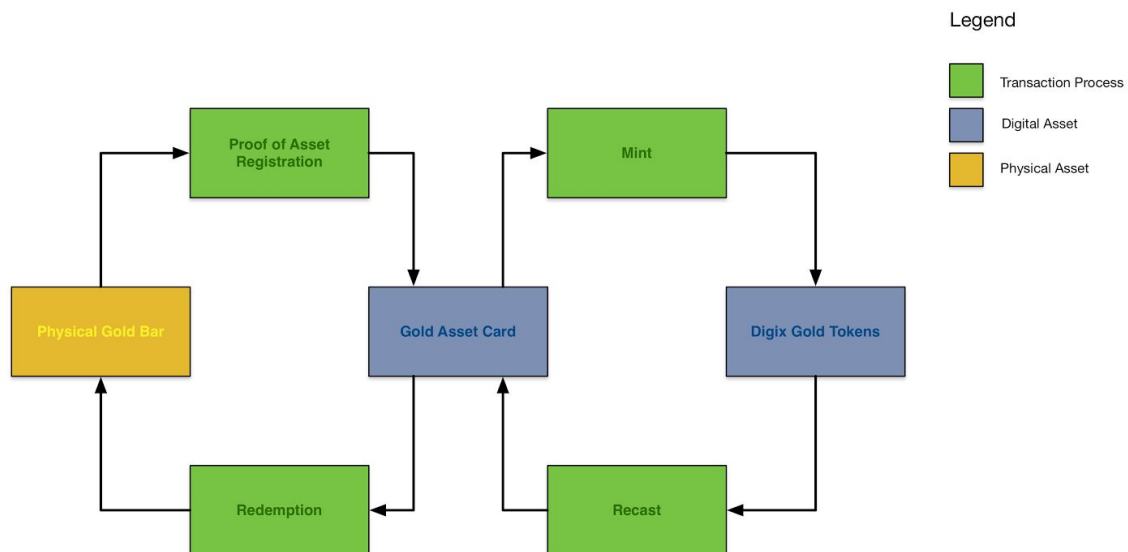 Legend
Transaction Process
Digital Asset
Physical Asset
Proof of Asset
Registration
Mint
Physical Gold Bar
Gold Asset Card
Digix Gold Tokens
Redemption
Recast